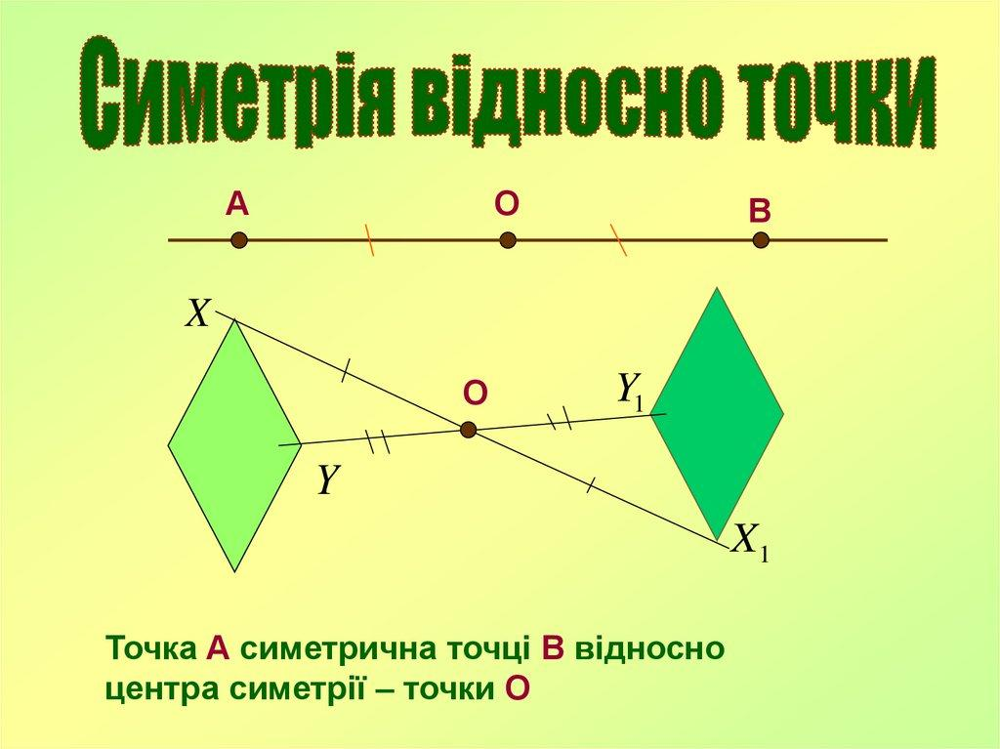 Симетрія відносно точки
А О В
X
О Y₁
Y
X₁
Точка А симетрична точці В відносно
центра симетрії – точки О